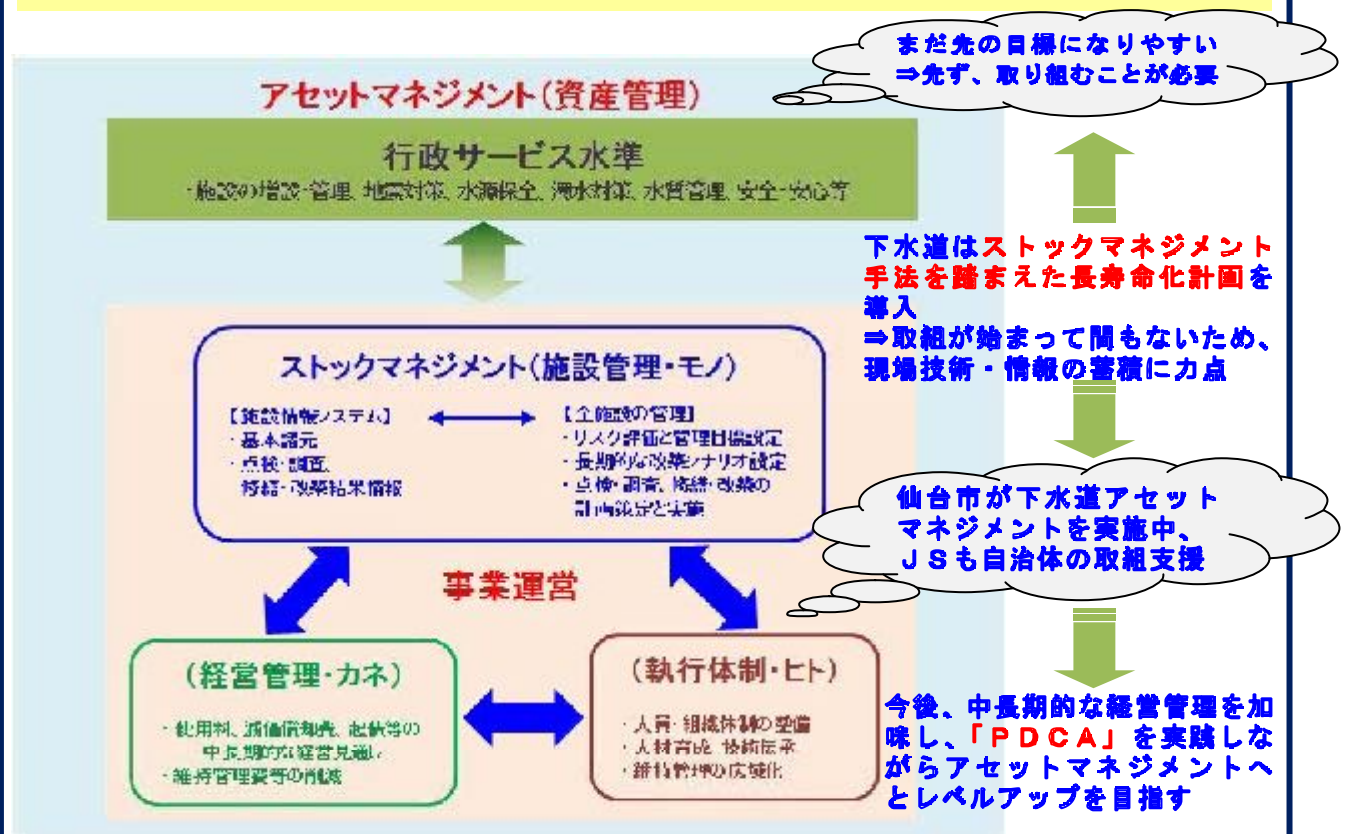 まだ先の目標になりやすい
⇒先ず、取り組むことが必要
アセットマネジメント（資産管理）
行政サービス水準
・施設の増設・管理、地震対策、水源保全、渇水対策、水質管理、安全・安心等
下水道はストックマネジメント
手法を踏まえた長寿命化計画を
導入
⇒取組が始まって間もないため、
現場技術・情報の蓄積に力点
ストックマネジメント（施設管理・モノ）
【施設情報システム】
・基本諸元
・点検・調査、
修繕・改築結果情報
【全施設の管理】
・リスク評価と管理目標設定
・長期的な改築シナリオ設定
・点検・調査、修繕・改築の
計画策定と実施
仙台市が下水道アセット
マネジメントを実施中、
ＪＳも自治体の取組支援
事業運営
（経営管理・カネ）
・使用料、減価償却費、起債等の
中長期的な経営見通し
・維持管理費等の削減
（執行体制・ヒト）
・人員・組織体制の整備
・人材育成、技術伝承
・維持管理の広域化
今後、中長期的な経営管理を加
味し、「ＰＤＣＡ」を実践しな
がらアセットマネジメントへ
とレベルアップを目指す